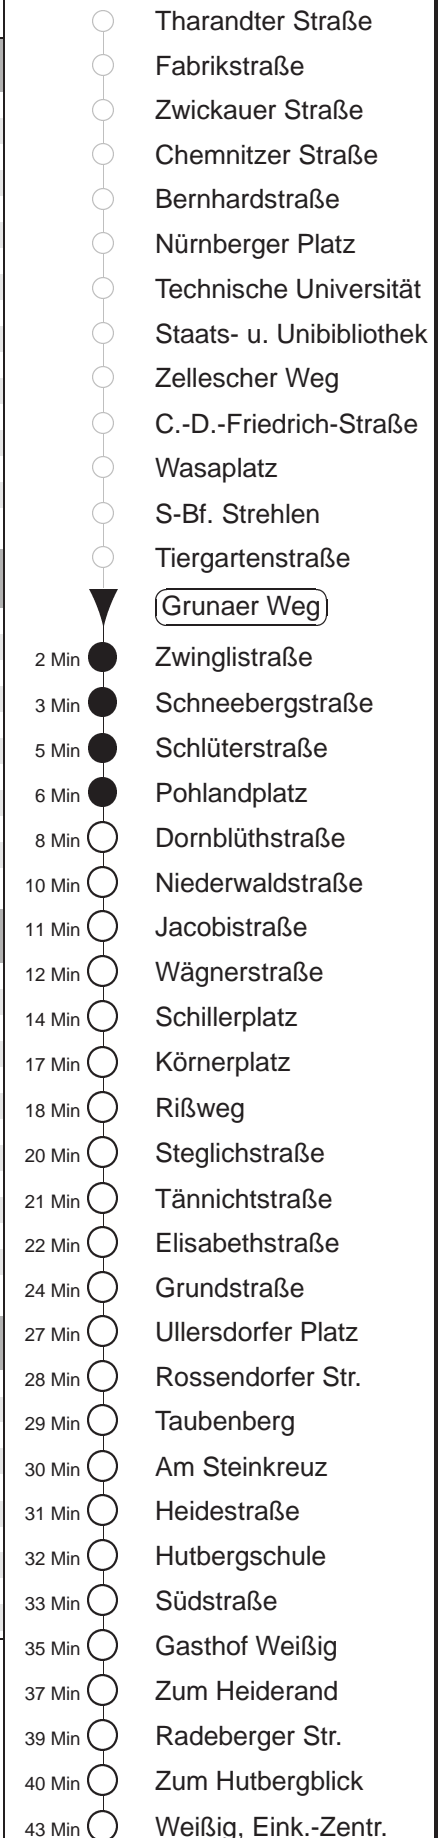 Tharandter Straße
Fabrikstraße
Zwickauer Straße
Chemnitzer Straße
Bernhardstraße
Nürnberger Platz
Technische Universität
Staats- u. Unibibliothek
Zellescher Weg
C.-D.-Friedrich-Straße
Wasaplatz
S-Bf. Strehlen
Tiergartenstraße
Grunaer Weg
2 Min Zwinglistraße
3 Min Schneebergstraße
5 Min Schlüterstraße
6 Min Pohlandplatz
8 Min Dornblüthstraße
10 Min Niederwaldstraße
11 Min Jacobistraße
12 Min Wägnerstraße
14 Min Schillerplatz
17 Min Körnerplatz
18 Min Rißweg
20 Min Steglichstraße
21 Min Tännichtstraße
22 Min Elisabethstraße
24 Min Grundstraße
27 Min Ullersdorfer Platz
28 Min Rossendorfer Str.
29 Min Taubenberg
30 Min Am Steinkreuz
31 Min Heidestraße
32 Min Hutbergschule
33 Min Südstraße
35 Min Gasthof Weißig
37 Min Zum Heiderand
39 Min Radeberger Str.
40 Min Zum Hutbergblick
43 Min Weißig, Eink.-Zentr.